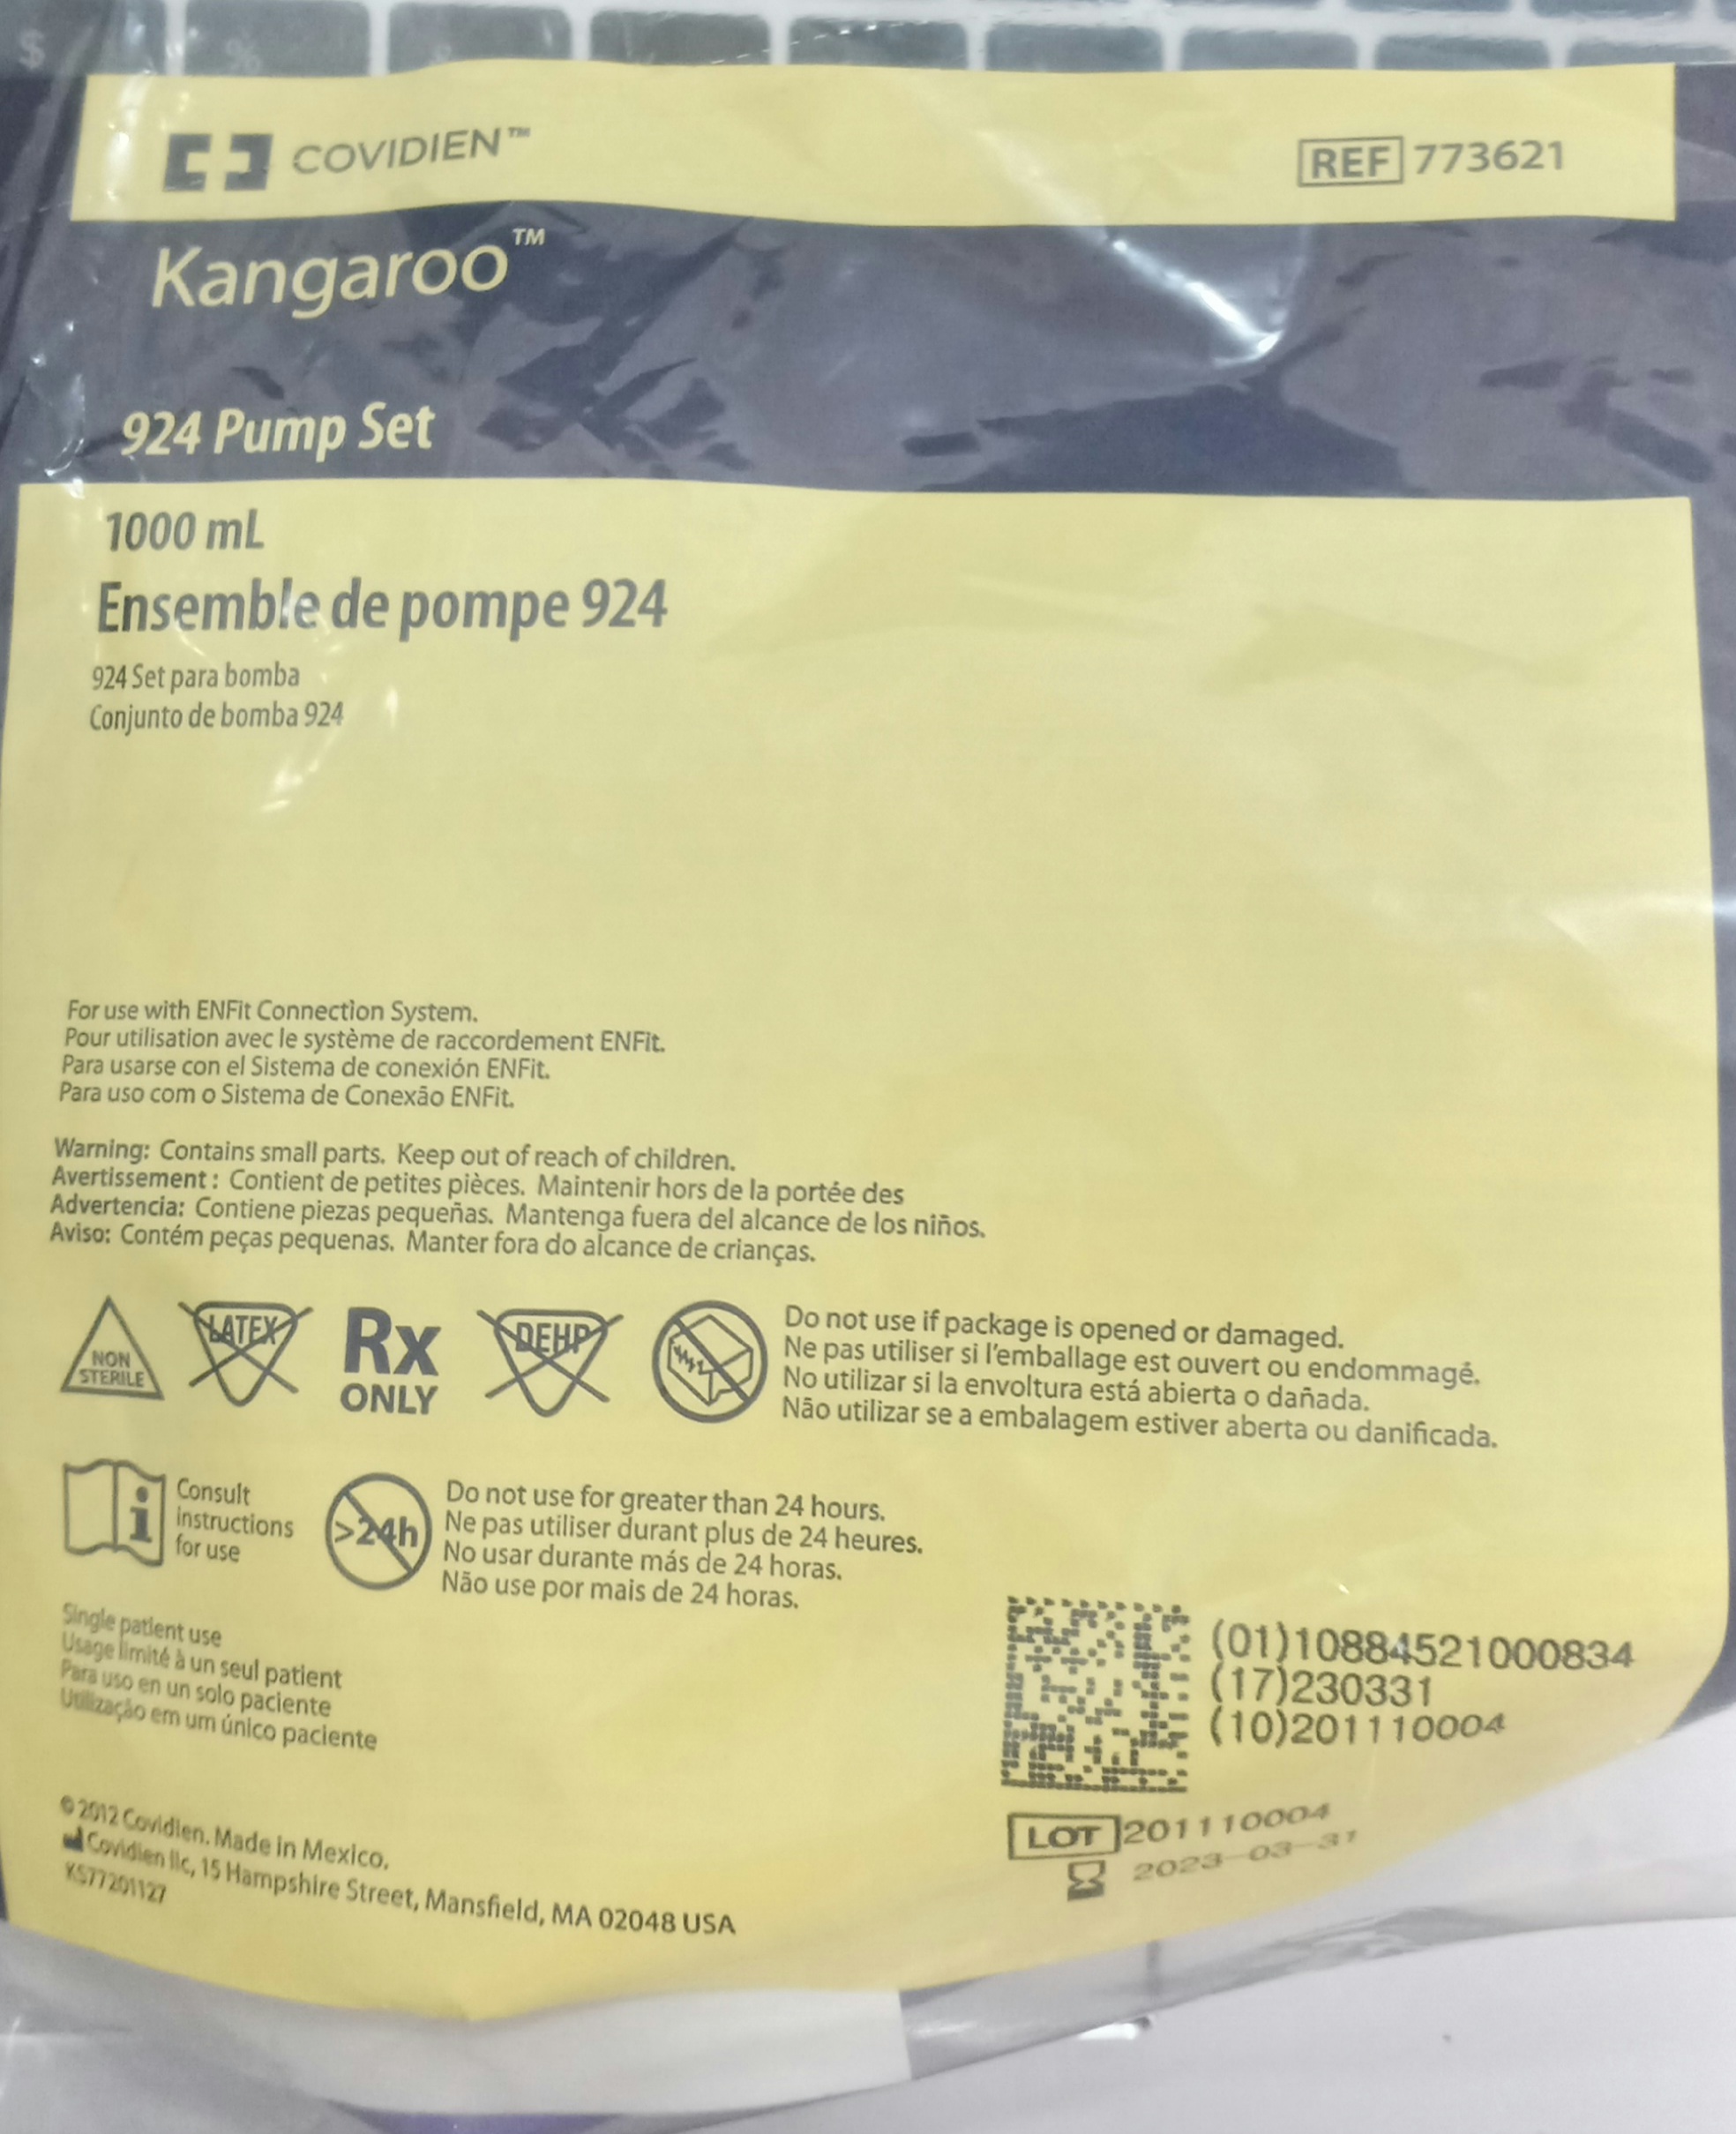 $ %
COVIDIEN™
REF 773621
Kangaroo™
924 Pump Set
1000 mL
Ensemble de pompe 924
924 Set para bomba
Conjunto de bomba 924
For use with ENFit Connection System.
Pour utilisation avec le système de raccordement ENFit.
Para usarse con el Sistema de conexión ENFit.
Para uso com o Sistema de Conexão ENFit.
Warning: Contains small parts. Keep out of reach of children.
Avertissement : Contient de petites pièces. Maintenir hors de la portée des
Advertencia: Contiene piezas pequeñas. Mantenga fuera del alcance de los niños.
Aviso: Contém peças pequenas. Manter fora do alcance de crianças.
NON
STERILE
LATEX
Rx
ONLY
DEHP
Do not use if package is opened or damaged.
Ne pas utiliser si l'emballage est ouvert ou endommagé.
No utilizar si la envoltura está abierta o dañada.
Não utilizar se a embalagem estiver aberta ou danificada.
i
Consult
instructions
for use
>24h
Do not use for greater than 24 hours.
Ne pas utiliser durant plus de 24 heures.
No usar durante más de 24 horas.
Não use por mais de 24 horas.
Single patient use
Usage limité à un seul patient
Para uso en un solo paciente
Utilização em um único paciente
(01)10884521000834
(17)230331
(10)201110004
LOT 201110004
2023-03-31
© 2012 Covidien. Made in Mexico.
Covidien llc, 15 Hampshire Street, Mansfield, MA 02048 USA
KS77201127